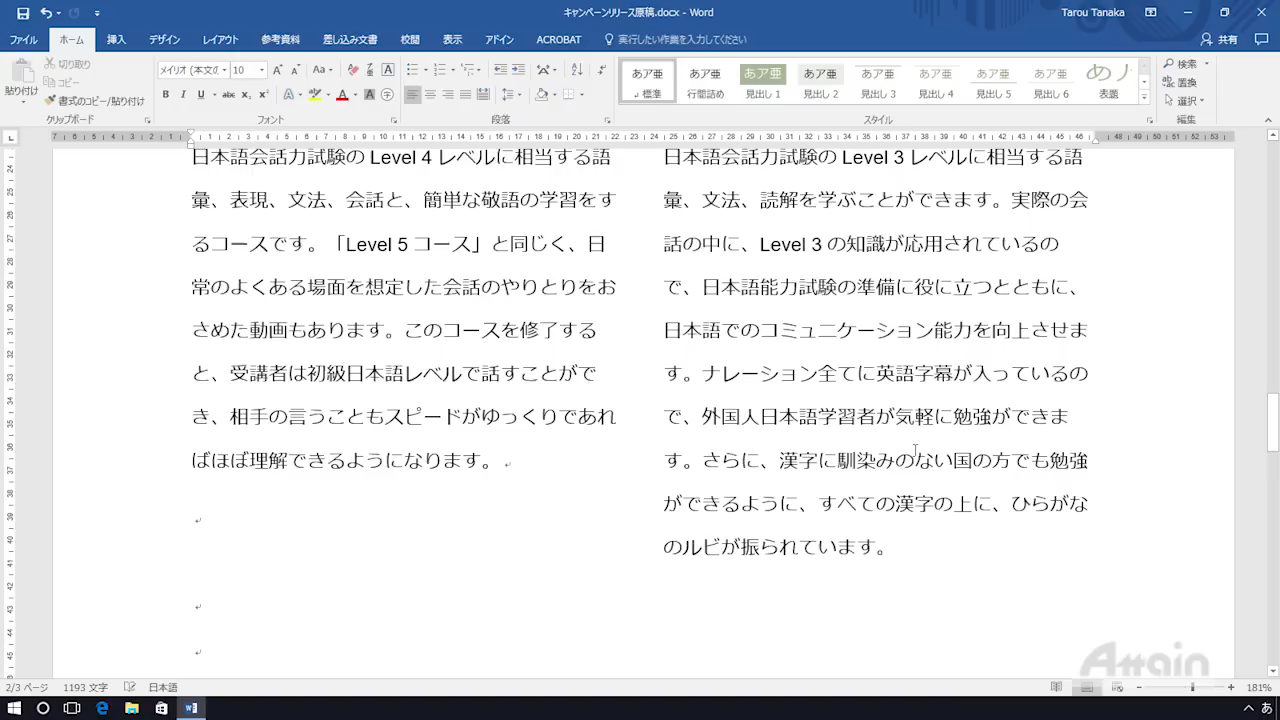 キャンペーンリリース原稿.docx - Word
Tarou Tanaka
ファイル ホーム 挿入 デザイン レイアウト 参考資料 差し込み文書 校閲 表示 アドイン ACROBAT 実行したい作業を入力してください 共有
貼り付け
切り取り
コピー
書式のコピー/貼り付け
クリップボード
メイリオ (本文の 10
フォント
段落
あア亜 標準
あア亜 行間詰め
あア亜 見出し 1
あア亜 見出し 2
あア亜 見出し 3
あア亜 見出し 4
あア亜 見出し 5
あア亜 見出し 6
表題
スタイル
検索
置換
選択
編集
日本語会話力試験の Level 4 レベルに相当する語
彙、表現、文法、会話と、簡単な敬語の学習をす
るコースです。「Level 5 コース」と同じく、日
常のよくある場面を想定した会話のやりとりをお
さめた動画もあります。このコースを修了する
と、受講者は初級日本語レベルで話すことがで
き、相手の言うこともスピードがゆっくりであれ
ばほぼ理解できるようになります。
日本語会話力試験の Level 3 レベルに相当する語
彙、文法、読解を学ぶことができます。実際の会
話の中に、Level 3 の知識が応用されているの
で、日本語能力試験の準備に役に立つとともに、
日本語でのコミュニケーション能力を向上させま
す。ナレーション全てに英語字幕が入っているの
で、外国人日本語学習者が気軽に勉強ができま
す。さらに、漢字に馴染みのない国の方でも勉強
ができるように、すべての漢字の上に、ひらがな
のルビが振られています。
Attain
2/3 ページ 1193 文字 日本語 181%
あ